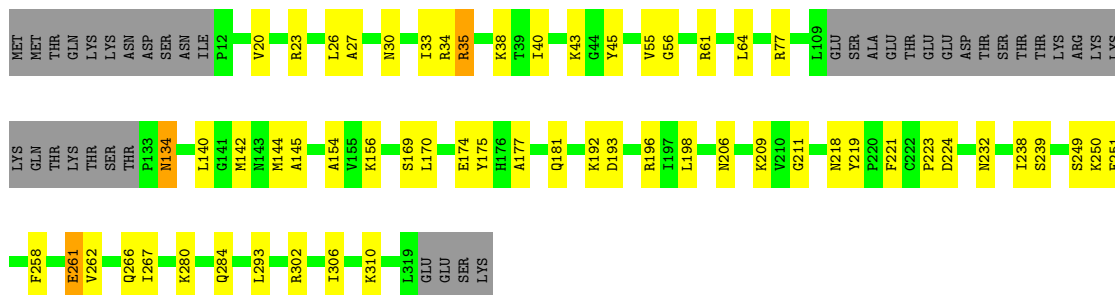 MET MET THR GLN LYS LYS ASN ASP SER ASN ILE P12 V20 R23 L26 A27 N30 I33 R34 R35 K38 T39 I40 K43 G44 Y45 V55 G56 R61 L64 R77 L109 GLU SER ALA GLU THR GLU GLU ASP THR SER THR THR LYS ARG LYS LYS
LYS GLN THR LYS THR SER THR P133 N134 L140 G141 M142 N143 M144 A145 A154 V155 K156 S169 L170 E174 Y175 H176 A177 Q181 K192 D193 R196 I197 L198 N206 K209 V210 G211 N218 Y219 P220 F221 C222 P223 D224 N232 I238 S239 S249 K250 E251
F258 E261 V262 Q266 I267 K280 Q284 L293 R302 I306 K310 L319 GLU GLU SER LYS